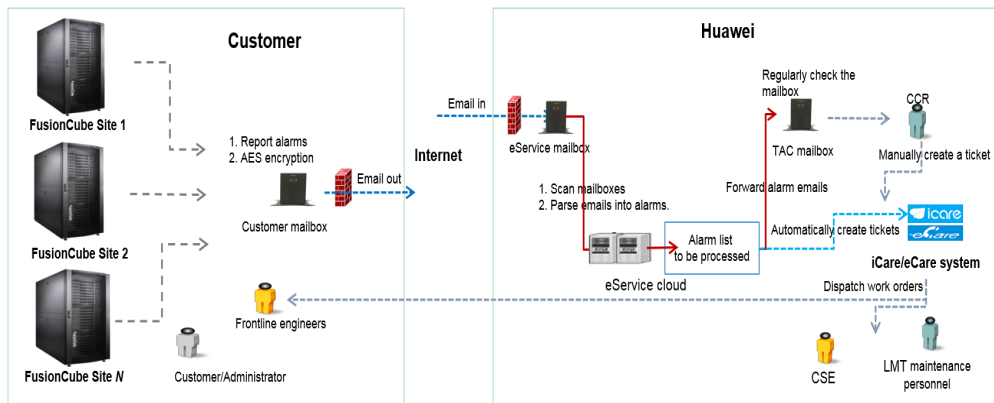 Customer
Huawei
FusionCube Site 1
FusionCube Site 2
FusionCube Site N
1. Report alarms
2. AES encryption
Customer mailbox
Email out
Internet
Email in
eService mailbox
1. Scan mailboxes
2. Parse emails into alarms.
eService cloud
Alarm list
to be processed
Regularly check the
mailbox
TAC mailbox
Forward alarm emails
CCR
Manually create a ticket
Automatically create tickets
icare
eCare
iCare/eCare system
Dispatch work orders
Frontline engineers
Customer/Administrator
CSE
LMT maintenance
personnel